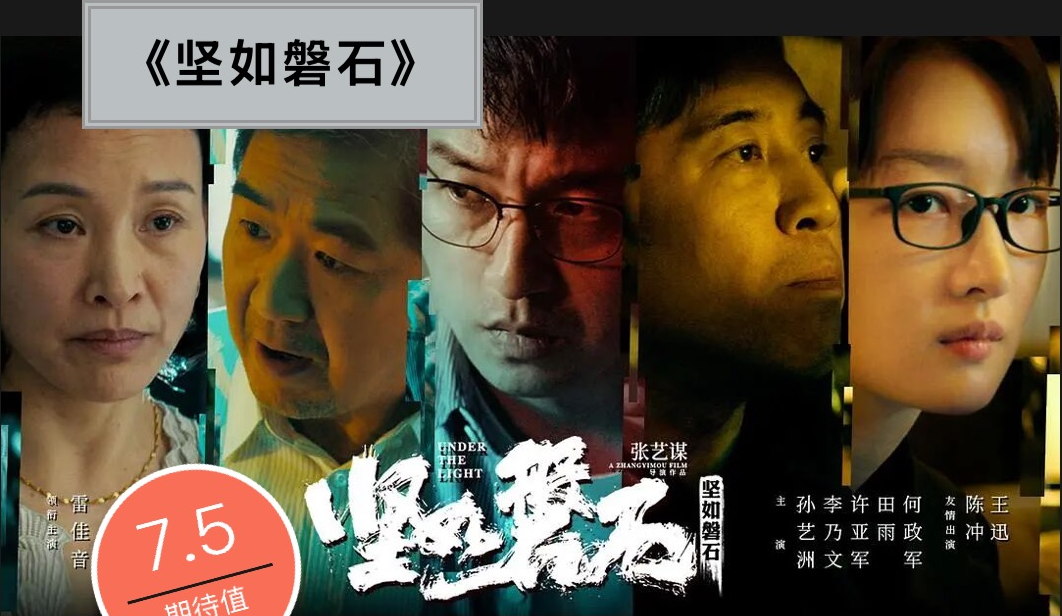 《坚如磐石》
UNDER
THE
LIGHT
张艺谋
A ZHANGYIMOU FILM
导演作品
坚如磐石
坚如磐石
领衔主演
雷佳音
7.5
期待值
主演
孙艺洲
李乃文
许亚军
田雨
何政军
友情出演
陈冲
王迅